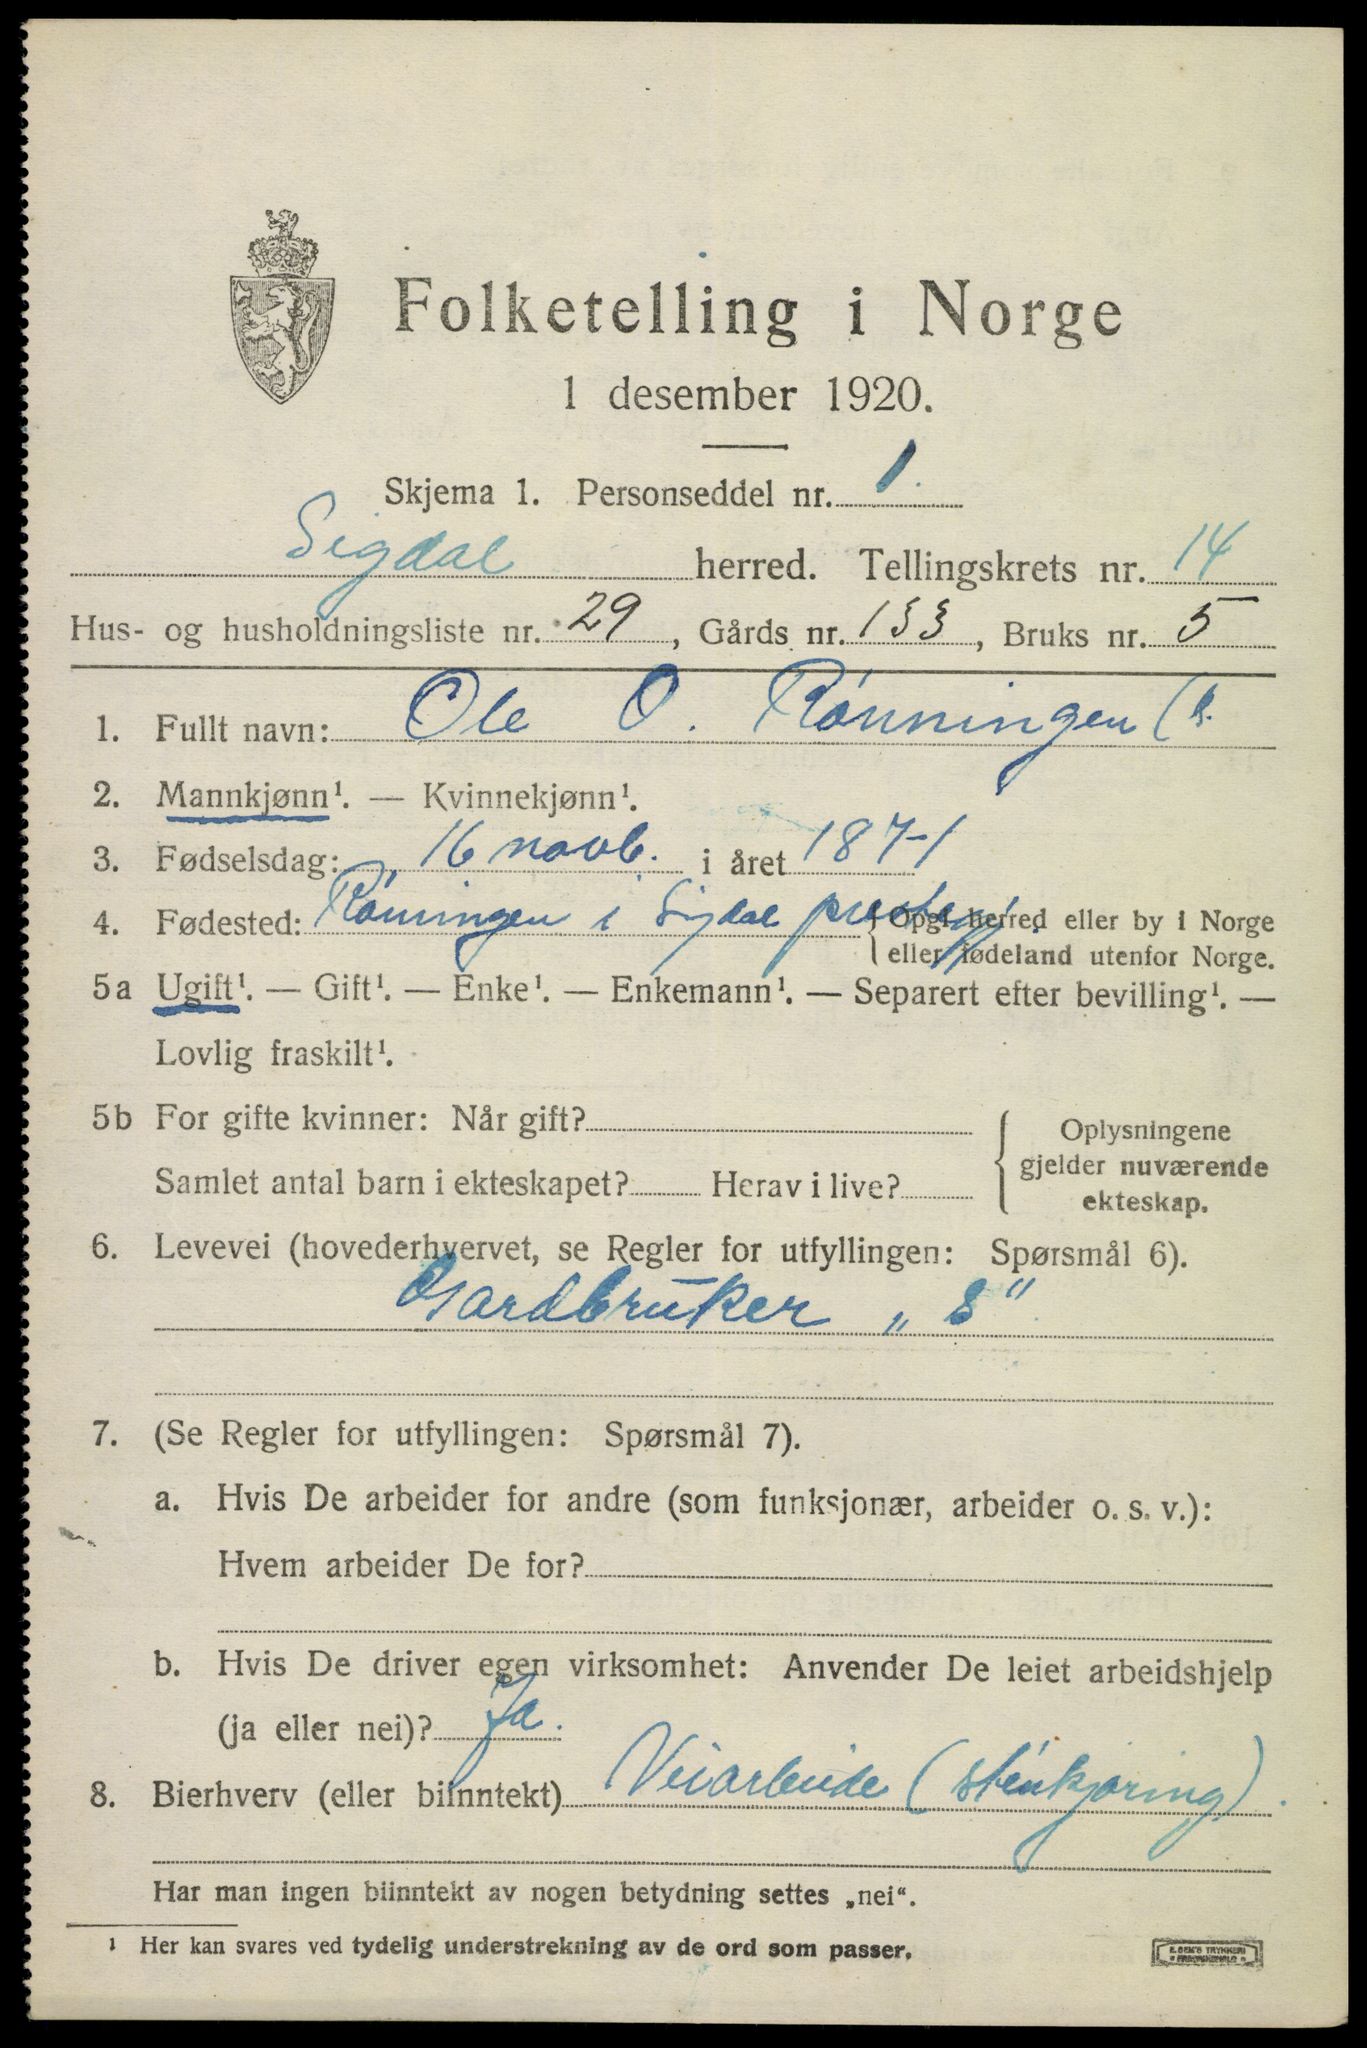 Folketelling i Norge
1 desember 1920.
Skjema 1. Personseddel nr. 1.
Sigdal herred. Tellingskrets nr. 14
Hus- og husholdningsliste nr. 29, Gårds nr. 133, Bruks nr. 5
1. Fullt navn: Ole O. Rónningen
2. Mannkjønn¹. — Kvinnekjønn¹.
3. Fødselsdag: 16 novb. i året 1871
4. Fødested: Rónningen i Sigdal prestegj. { Opgi herred eller by i Norge
eller fødeland utenfor Norge.
5a Ugift¹. — Gift¹. — Enke¹. — Enkemann¹. — Separert efter bevilling¹. —
Lovlig fraskilt¹.
5b For gifte kvinner: Når gift?
Samlet antal barn i ekteskapet? Herav i live?
{ Oplysningene
gjelder nuværende
ekteskap.
6. Levevei (hovederhvervet, se Regler for utfyllingen: Spørsmål 6).
Gardbruker „S“
7. (Se Regler for utfyllingen: Spørsmål 7).
a. Hvis De arbeider for andre (som funksjonær, arbeider o. s. v.):
Hvem arbeider De for?
b. Hvis De driver egen virksomhet: Anvender De leiet arbeidshjelp
(ja eller nei)? Ja.
8. Bierhverv (eller biinntekt) Veiarbeide (sténkjøring).
Har man ingen biinntekt av nogen betydning settes „nei“.
¹ Her kan svares ved tydelig understrekning av de ord som passer.